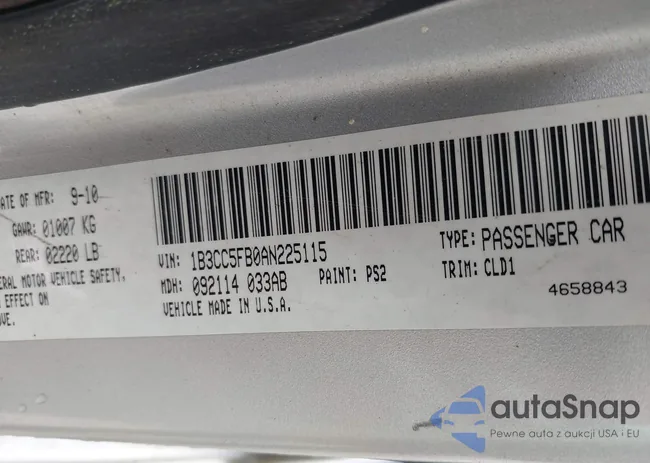 ATE OF MFR: 9-10
GAWR: 01007 KG
REAR: 02220 LB
ERAL MOTOR VEHICLE SAFETY.
EFFECT ON
VE.
VIN: 1B3CC5FB0AN225115
TYPE: PASSENGER CAR
MDH: 092114 033AB
PAINT: PS2
TRIM: CLD1
VEHICLE MADE IN U.S.A.
4658843
autaSnap
Pewne auta z aukcji USA i EU